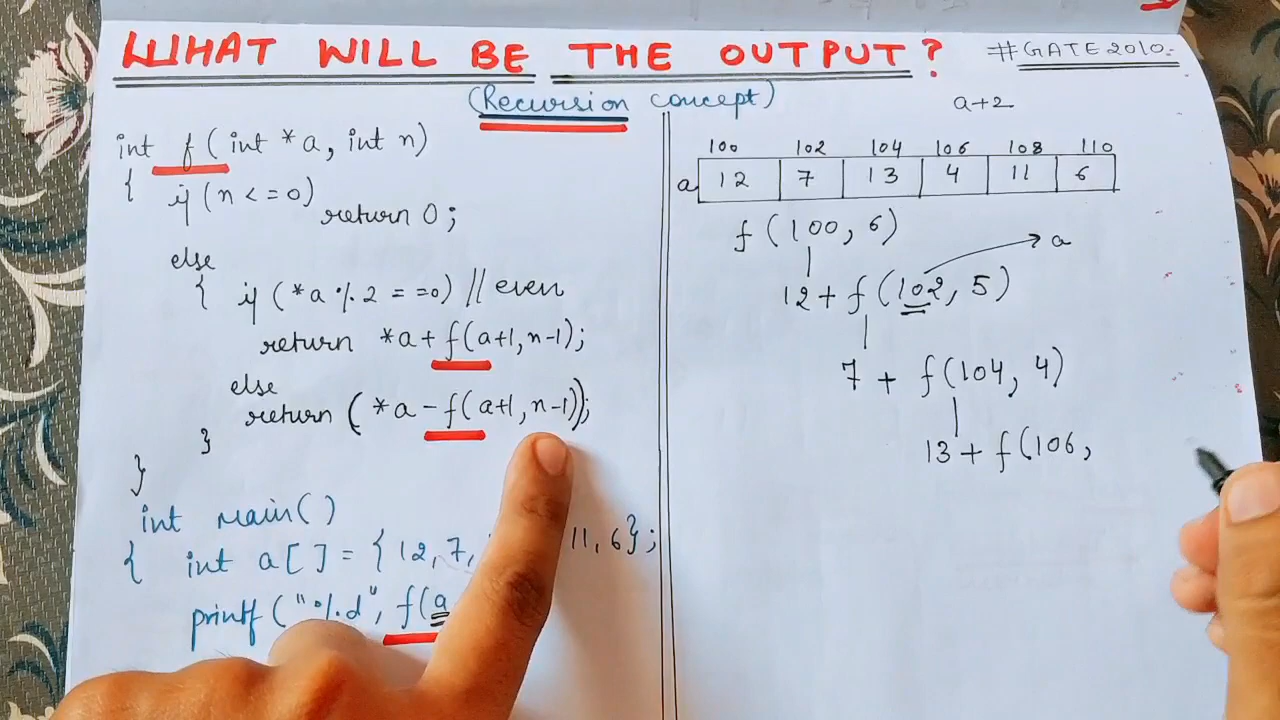 WHAT WILL BE THE OUTPUT? #GATE2010.
(Recursion concept)
int f(int *a, int n)
{ if (n <= 0)
return 0;
else
{ if (*a % 2 == 0) // even
return *a + f(a+1, n-1);
else
return (*a - f(a+1, n-1));
}
}
int main()
{ int a[] = {12, 7, 11, 6};
printf("%d", f(a
a+2
100 102 104 106 108 110
a 12 7 13 4 11 6
f(100, 6)
12 + f(102, 5) → a
7 + f(104, 4)
13 + f(106,